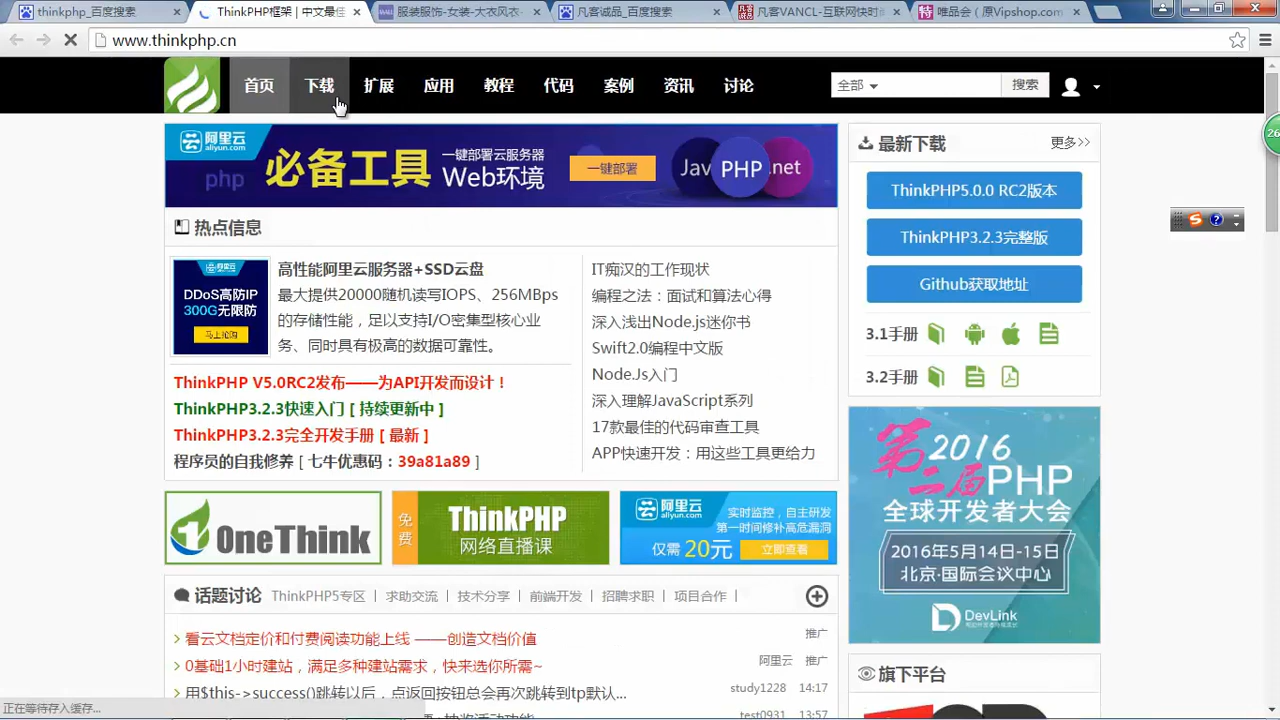 thinkphp_百度搜索
ThinkPHP框架 | 中文最佳
服装服饰-女装-大衣风衣-
凡客诚品_百度搜索
凡客VANCL-互联网快时
唯品会（原Vipshop.com）
www.thinkphp.cn
首页 下载 扩展 应用 教程 代码 案例 资讯 讨论
全部 搜索
阿里云
aliyun.com
php
必备工具
一键部署云服务器
Web环境
一键部署
Jav PHP .net
最新下载 更多>>
ThinkPHP5.0.0 RC2版本
ThinkPHP3.2.3完整版
Github获取地址
3.1手册
3.2手册
26
热点信息
阿里云
DDoS高防IP
300G无限防
马上抢购
高性能阿里云服务器+SSD云盘
最大提供20000随机读写IOPS、256MBps
的存储性能，足以支持I/O密集型核心业
务、同时具有极高的数据可靠性。
ThinkPHP V5.0RC2发布——为API开发而设计！
ThinkPHP3.2.3快速入门 [ 持续更新中 ]
ThinkPHP3.2.3完全开发手册 [ 最新 ]
程序员的自我修养 [ 七牛优惠码：39a81a89 ]
IT痴汉的工作现状
编程之法：面试和算法心得
深入浅出Node.js迷你书
Swift2.0编程中文版
Node.Js入门
深入理解JavaScript系列
17款最佳的代码审查工具
APP快速开发：用这些工具更给力
OneThink
免费
ThinkPHP
网络直播课
阿里云
aliyun.com
实时监控，自主研发
第一时间修补高危漏洞
仅需20元 立即查看
第二届
2016
PHP
全球开发者大会
2016年5月14日-15日
北京·国际会议中心
DevLink
话题讨论 ThinkPHP5专区 | 求助交流 | 技术分享 | 前端开发 | 招聘求职 | 项目合作 |
看云文档定价和付费阅读功能上线 ——创造文档价值 推广
0基础1小时建站，满足多种建站需求，快来选你所需~ 阿里云 推广
用$this->success()跳转以后，点返回按钮总会再次跳转到tp默认... study1228 14:17
test0931 13:57
旗下平台
正在等待存入缓存...